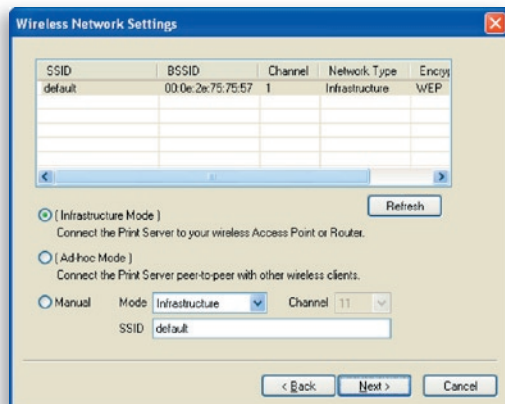 Wireless Network Settings
SSID BSSID Channel Network Type Encryp
default 00:0e:2e:75:75:57 1 Infrastructure WEP
Refresh
( Infrastructure Mode )
Connect the Print Server to your wireless Access Point or Router.
( Ad-hoc Mode )
Connect the Print Server peer-to-peer with other wireless clients.
Manual Mode Infrastructure Channel 11
SSID default
< Back Next > Cancel